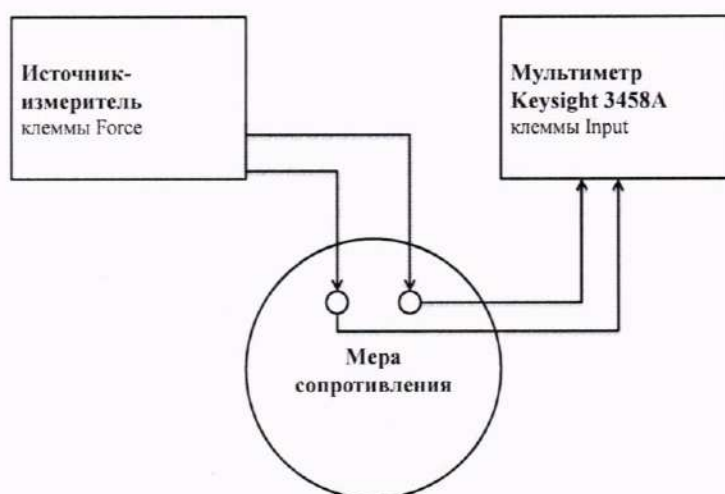 Источник-
измеритель
клеммы Force
Мультиметр
Keysight 3458A
клеммы Input
Мера
сопротивления